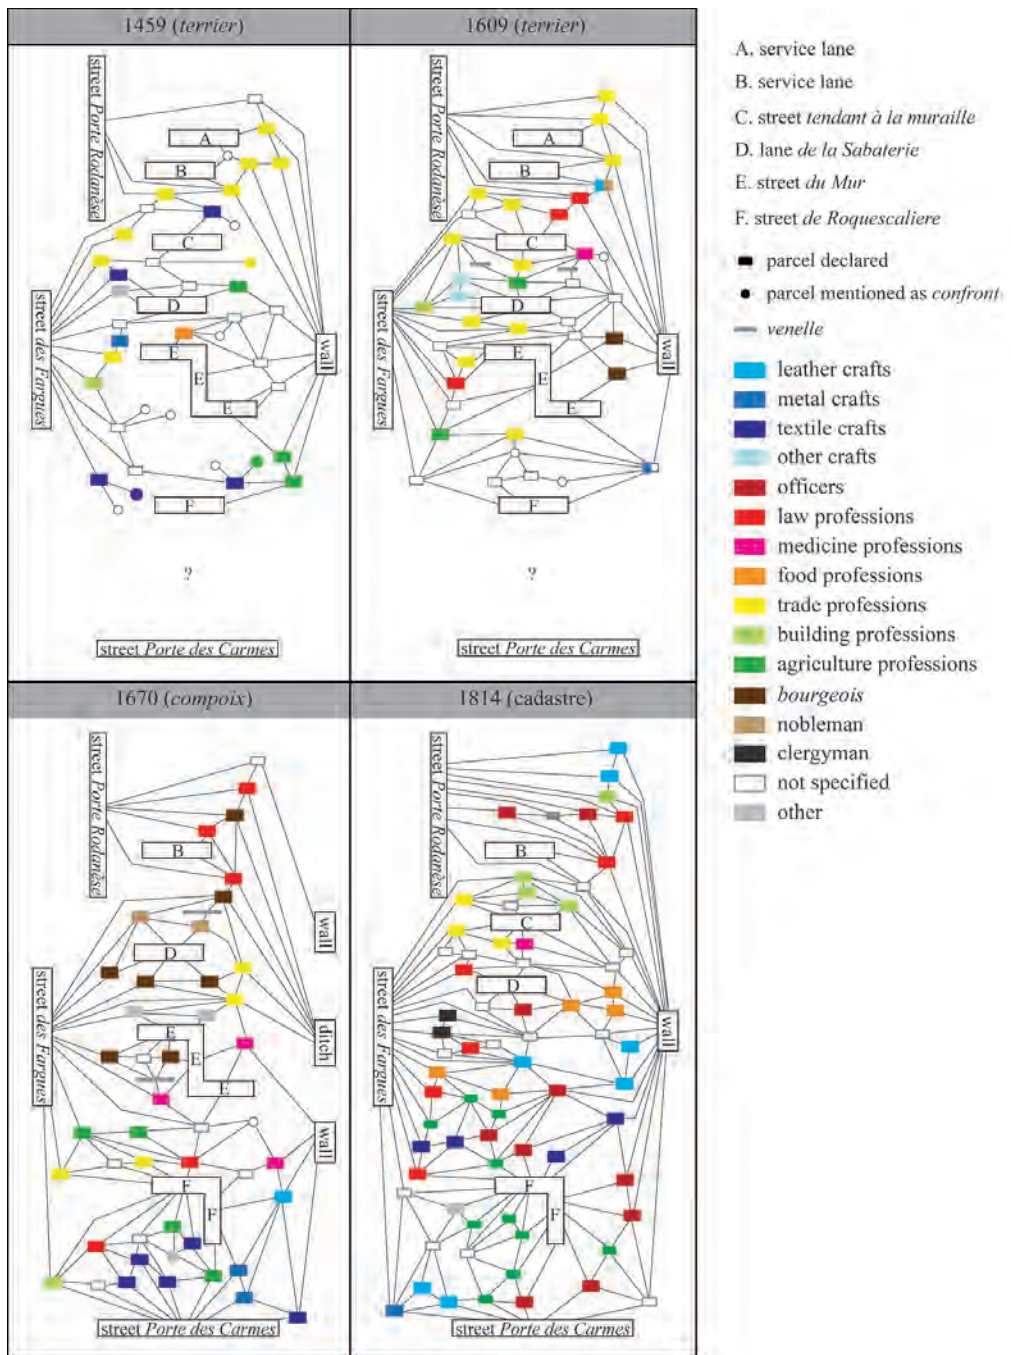 1459 (terrier)
street Porte Rodanèse
A
B
C
D
E
E
E
F
street des Fargues
wall
?
street Porte des Carmes
1609 (terrier)
street Porte Rodanèse
A
B
C
D
E
E
E
F
street des Fargues
wall
?
street Porte des Carmes
1670 (compoix)
street Porte Rodanèse
B
wall
D
street des Fargues
E
E
E
ditch
wall
F
F
street Porte des Carmes
1814 (cadastre)
street Porte Rodanèse
B
C
D
street des Fargues
wall
F
F
street Porte des Carmes
A. service lane
B. service lane
C. street tendant à la muraille
D. lane de la Sabaterie
E. street du Mur
F. street de Roquescaliere
parcel declared
parcel mentioned as confront
venelle
leather crafts
metal crafts
textile crafts
other crafts
officers
law professions
medicine professions
food professions
trade professions
building professions
agriculture professions
bourgeois
nobleman
clergyman
not specified
other